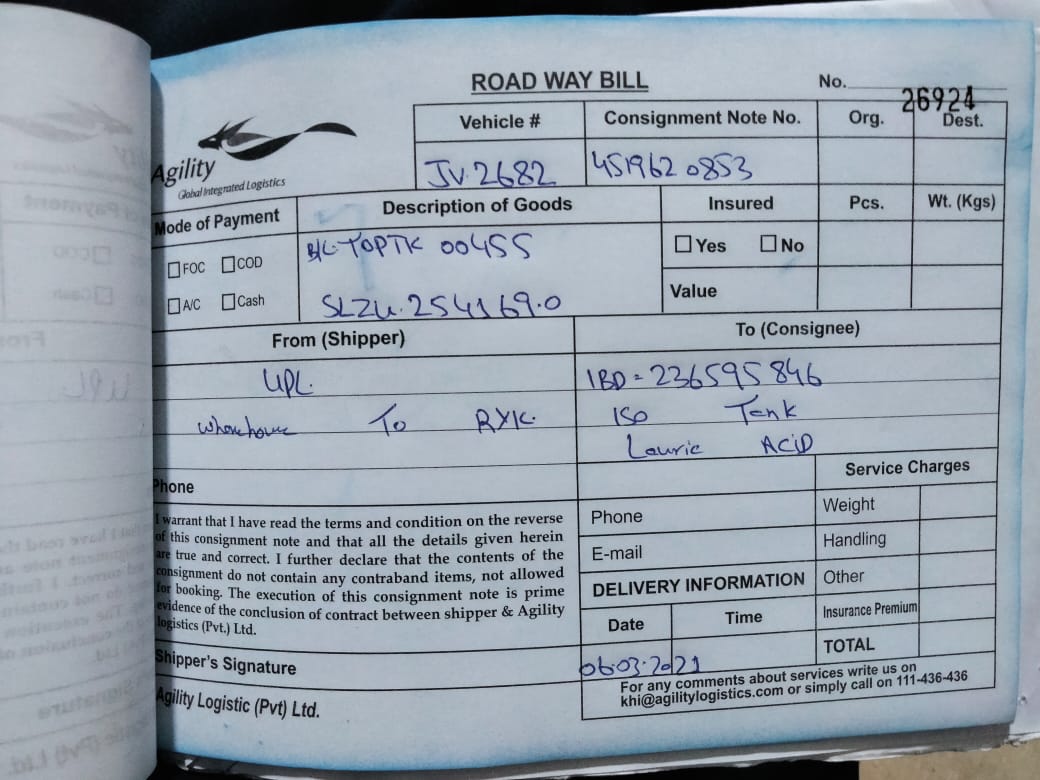 ROAD WAY BILL
No. 26924
Agility
Global Integrated Logistics
Vehicle #
Consignment Note No.
Org.
Dest.
JV.2682
4519620853
Mode of Payment
Description of Goods
Insured
Pcs.
Wt. (Kgs)
FOC
COD
B/L TOPTK 00455
Yes
No
A/C
Cash
SLZU.254169.0
Value
From (Shipper)
To (Consignee)
UPL.
IBD = 236595846
To RYK.
ISO Tank
Lauric ACiD
Phone
Service Charges
I warrant that I have read the terms and condition on the reverse
of this consignment note and that all the details given herein
are true and correct. I further declare that the contents of the
consignment do not contain any contraband items, not allowed
for booking. The execution of this consignment note is prime
evidence of the conclusion of contract between shipper & Agility
logistics (Pvt.) Ltd.
Phone
Weight
E-mail
Handling
DELIVERY INFORMATION
Other
Date
Time
Insurance Premium
TOTAL
Shipper's Signature
06.03.2021
Agility Logistic (Pvt) Ltd.
For any comments about services write us on
khi@agilitylogistics.com or simply call on 111-436-436